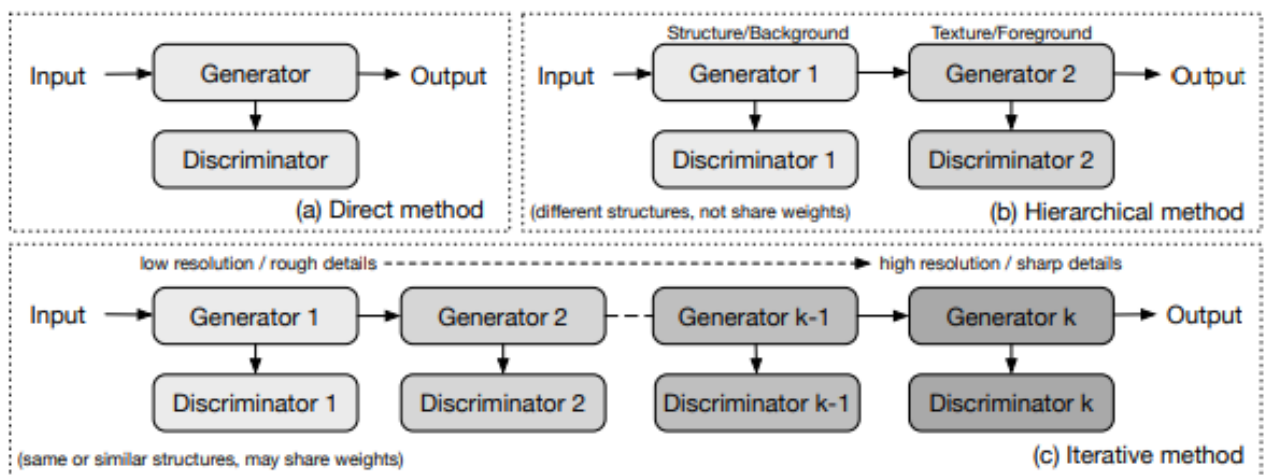 Input
Generator
Output
Discriminator
(a) Direct method
Structure/Background
Texture/Foreground
Input
Generator 1
Generator 2
Output
Discriminator 1
Discriminator 2
(different structures, not share weights)
(b) Hierarchical method
low resolution / rough details
high resolution / sharp details
Input
Generator 1
Generator 2
Generator k-1
Generator k
Output
Discriminator 1
Discriminator 2
Discriminator k-1
Discriminator k
(same or similar structures, may share weights)
(c) Iterative method